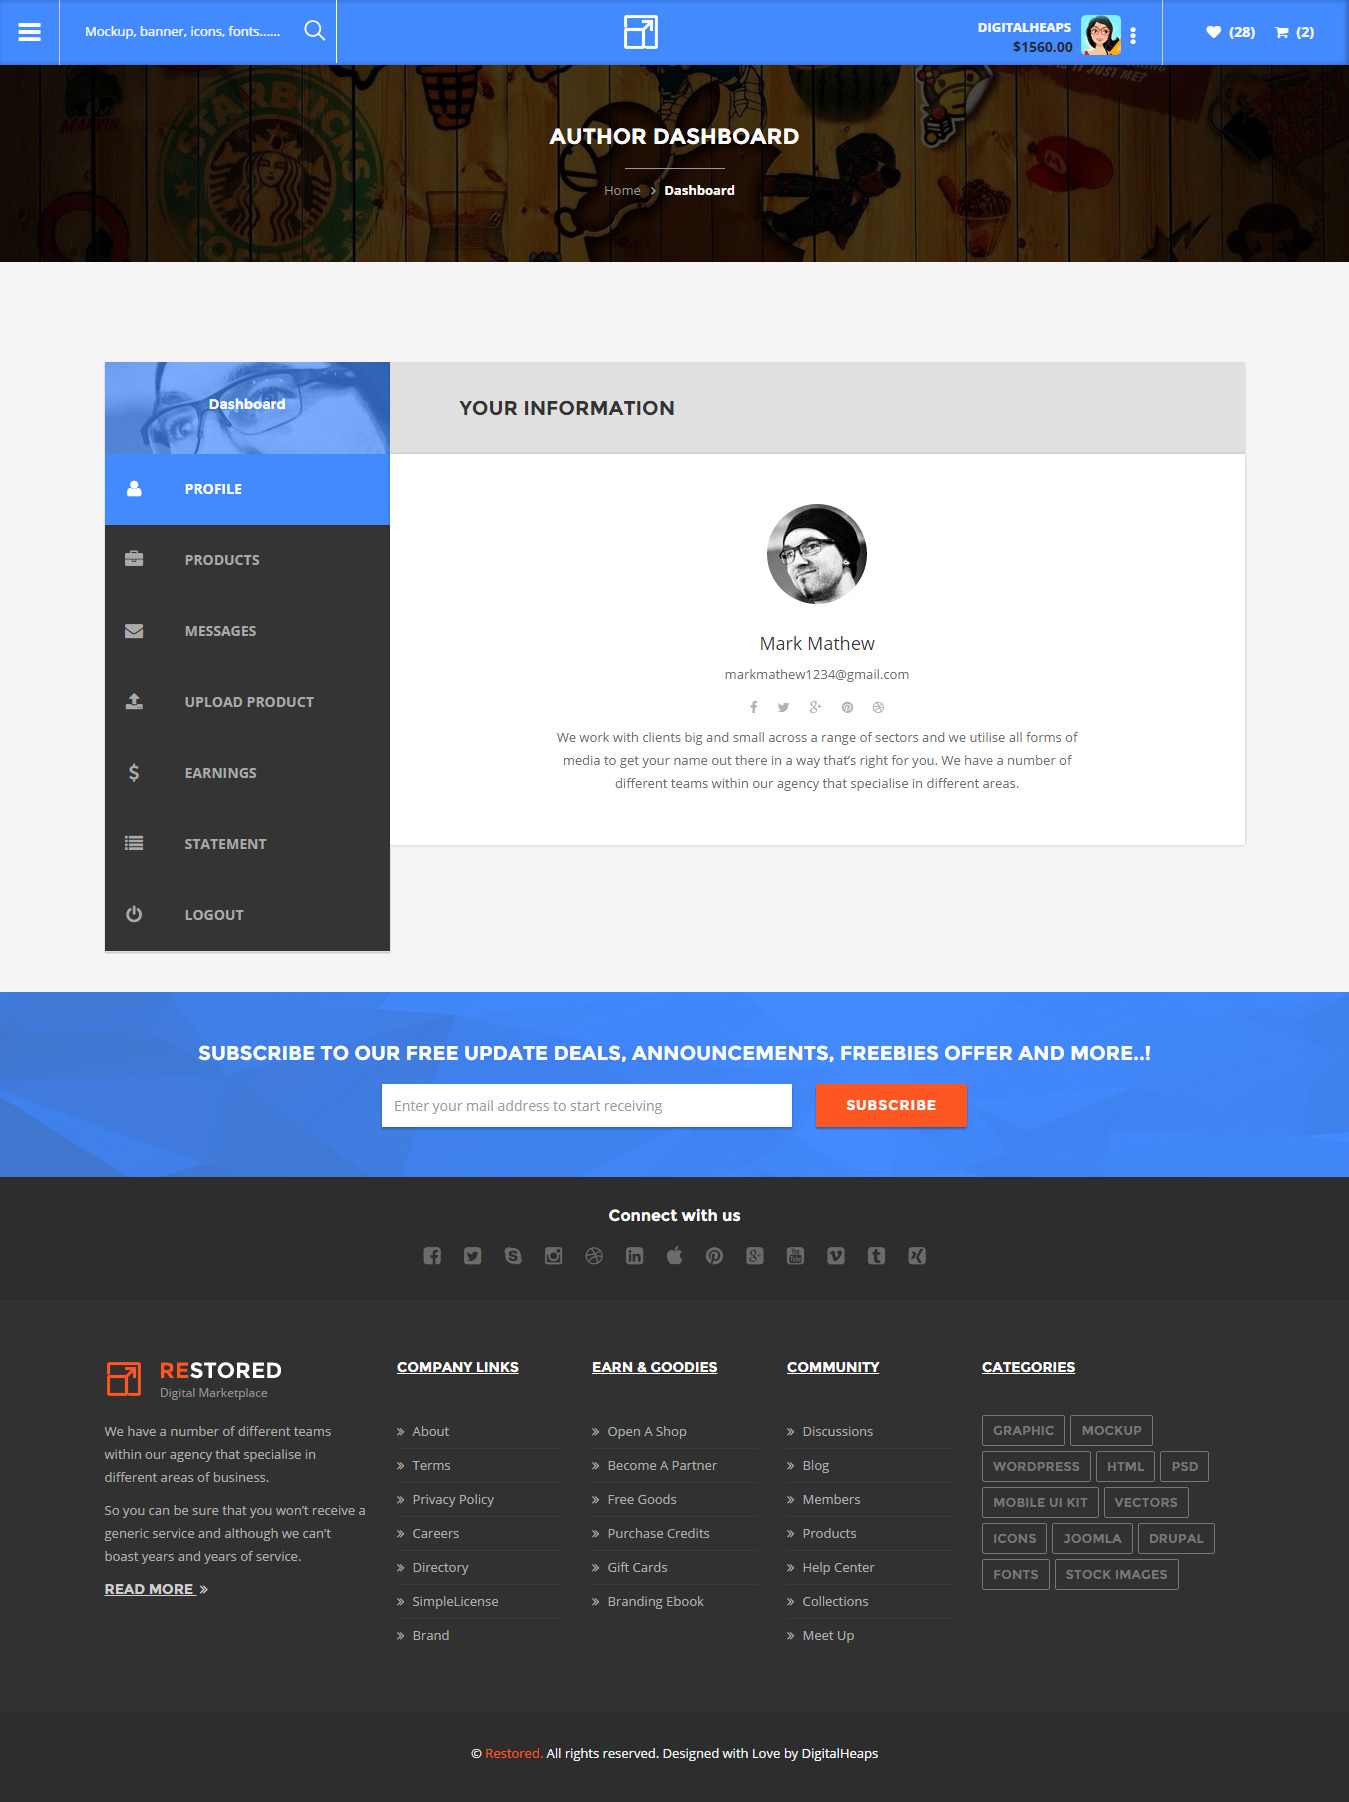 Mockup, banner, icons, fonts......
DIGITALHEAPS
$1560.00
(28)
(2)
STARBUCKS
COFFEE
MARVIN
IT JUST ME?
AUTHOR DASHBOARD
Home
Dashboard
Dashboard
YOUR INFORMATION
PROFILE
PRODUCTS
MESSAGES
UPLOAD PRODUCT
EARNINGS
STATEMENT
LOGOUT
Mark Mathew
markmathew1234@gmail.com
We work with clients big and small across a range of sectors and we utilise all forms of
media to get your name out there in a way that's right for you. We have a number of
different teams within our agency that specialise in different areas.
SUBSCRIBE TO OUR FREE UPDATE DEALS, ANNOUNCEMENTS, FREEBIES OFFER AND MORE..!
Enter your mail address to start receiving
SUBSCRIBE
Connect with us
RESTORED
Digital Marketplace
We have a number of different teams
within our agency that specialise in
different areas of business.
So you can be sure that you won't receive a
generic service and although we can't
boast years and years of service.
READ MORE »
COMPANY LINKS
» About
» Terms
» Privacy Policy
» Careers
» Directory
» SimpleLicense
» Brand
EARN & GOODIES
» Open A Shop
» Become A Partner
» Free Goods
» Purchase Credits
» Gift Cards
» Branding Ebook
COMMUNITY
» Discussions
» Blog
» Members
» Products
» Help Center
» Collections
» Meet Up
CATEGORIES
GRAPHIC MOCKUP
WORDPRESS HTML PSD
MOBILE UI KIT VECTORS
ICONS JOOMLA DRUPAL
FONTS STOCK IMAGES
© Restored. All rights reserved. Designed with Love by DigitalHeaps